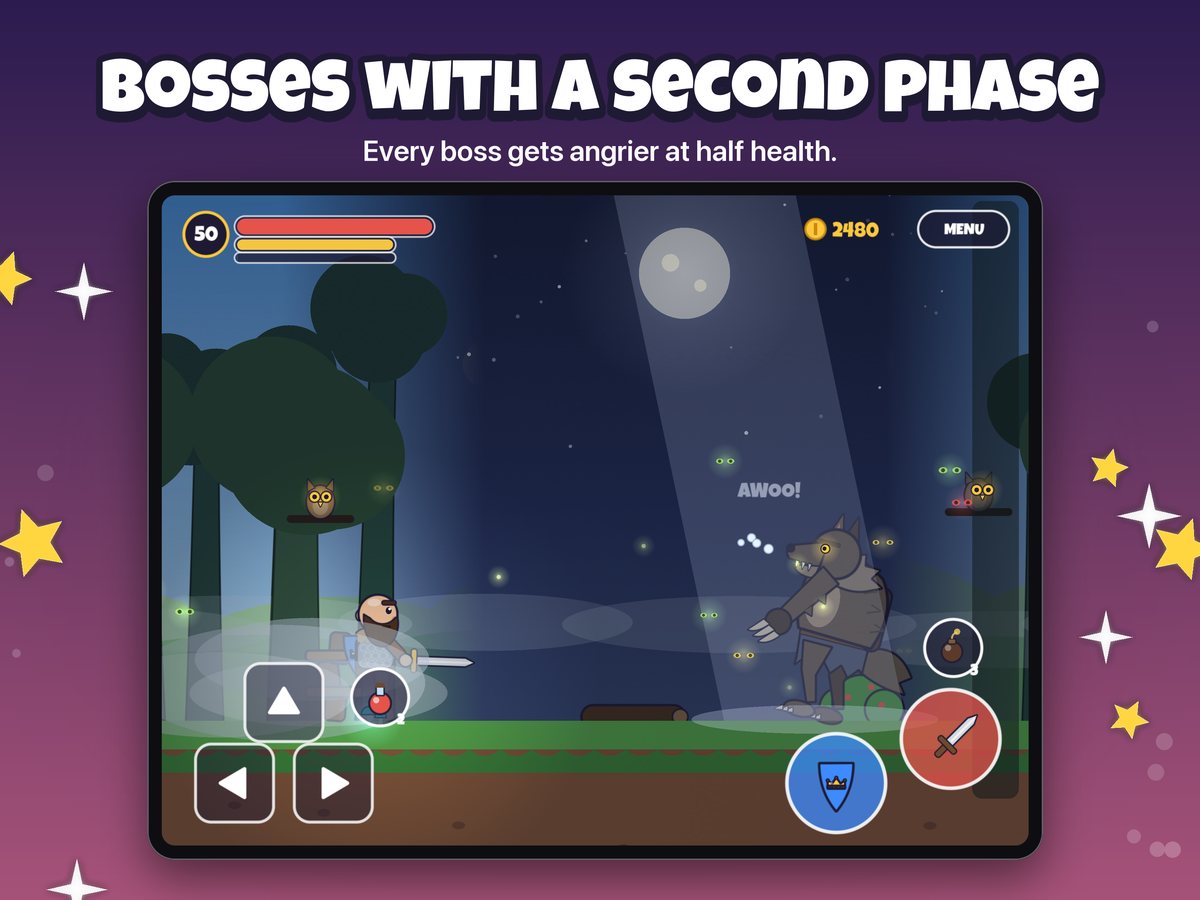 BOSSES WITH A SECOND PHASE
Every boss gets angrier at half health.
50
2480
MENU
AWOO!
3
2